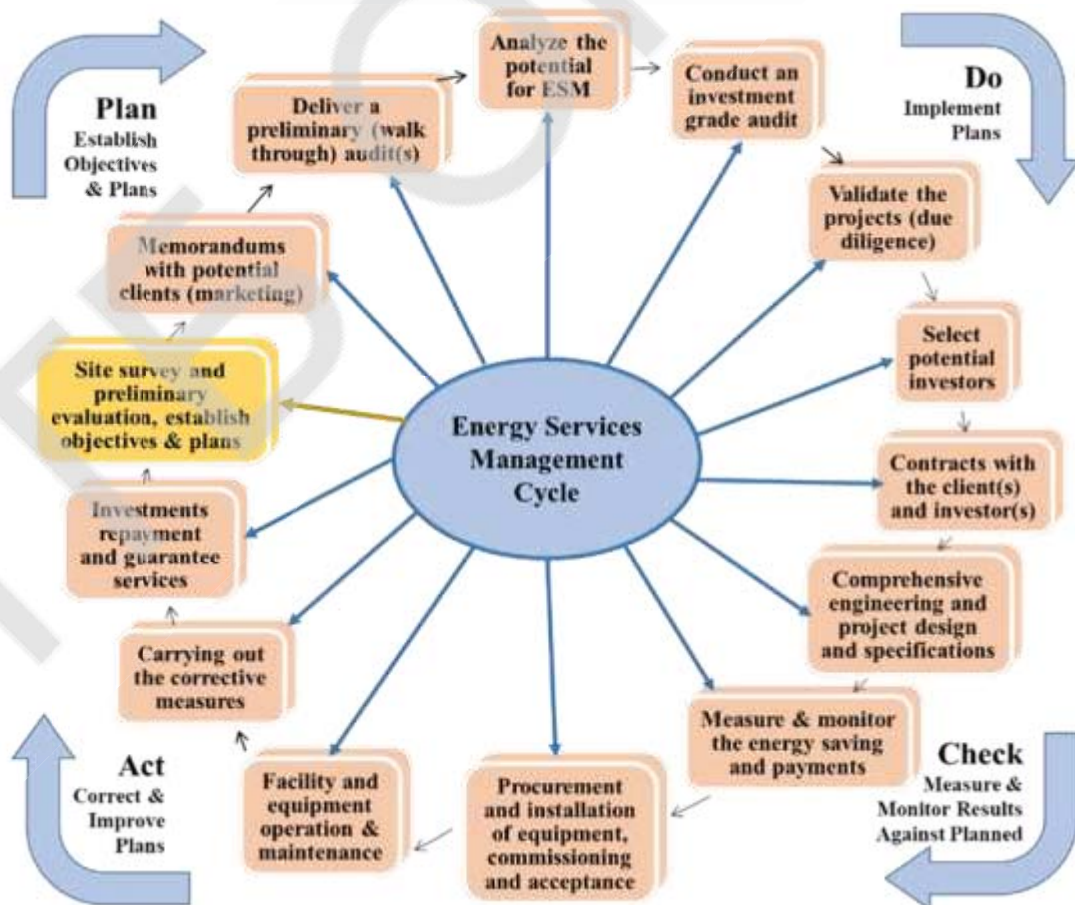 Plan
Establish
Objectives
& Plans
Do
Implement
Plans
Check
Measure &
Monitor Results
Against Planned
Act
Correct &
Improve
Plans
Energy Services
Management
Cycle
Site survey and
preliminary
evaluation, establish
objectives & plans
Memorandums
with potential
clients (marketing)
Deliver a
preliminary (walk
through) audit(s)
Analyze the
potential
for ESM
Conduct an
investment
grade audit
Validate the
projects (due
diligence)
Select
potential
investors
Contracts with
the client(s)
and investor(s)
Comprehensive
engineering and
project design
and specifications
Measure & monitor
the energy saving
and payments
Procurement
and installation
of equipment,
commissioning
and acceptance
Facility and
equipment
operation &
maintenance
Carrying out
the corrective
measures
Investments
repayment
and guarantee
services